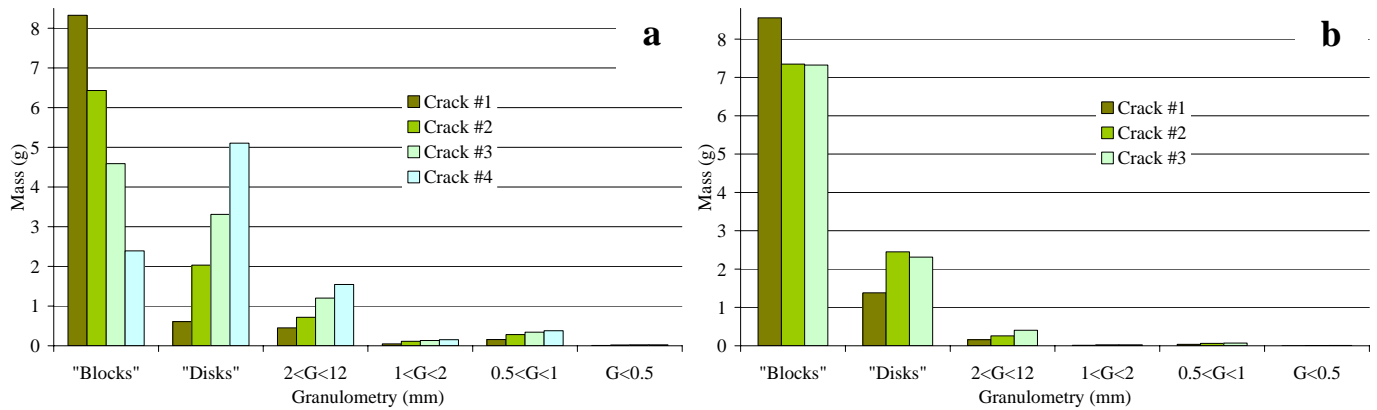 a
8
7
6
5
4
3
2
1
0
Mass (g)
Crack #1
Crack #2
Crack #3
Crack #4
"Blocks" "Disks" 2<G<12 1<G<2 0.5<G<1 G<0.5
Granulometry (mm)
b
8
7
6
5
4
3
2
1
0
Mass (g)
Crack #1
Crack #2
Crack #3
"Blocks" "Disks" 2<G<12 1<G<2 0.5<G<1 G<0.5
Granulometry (mm)